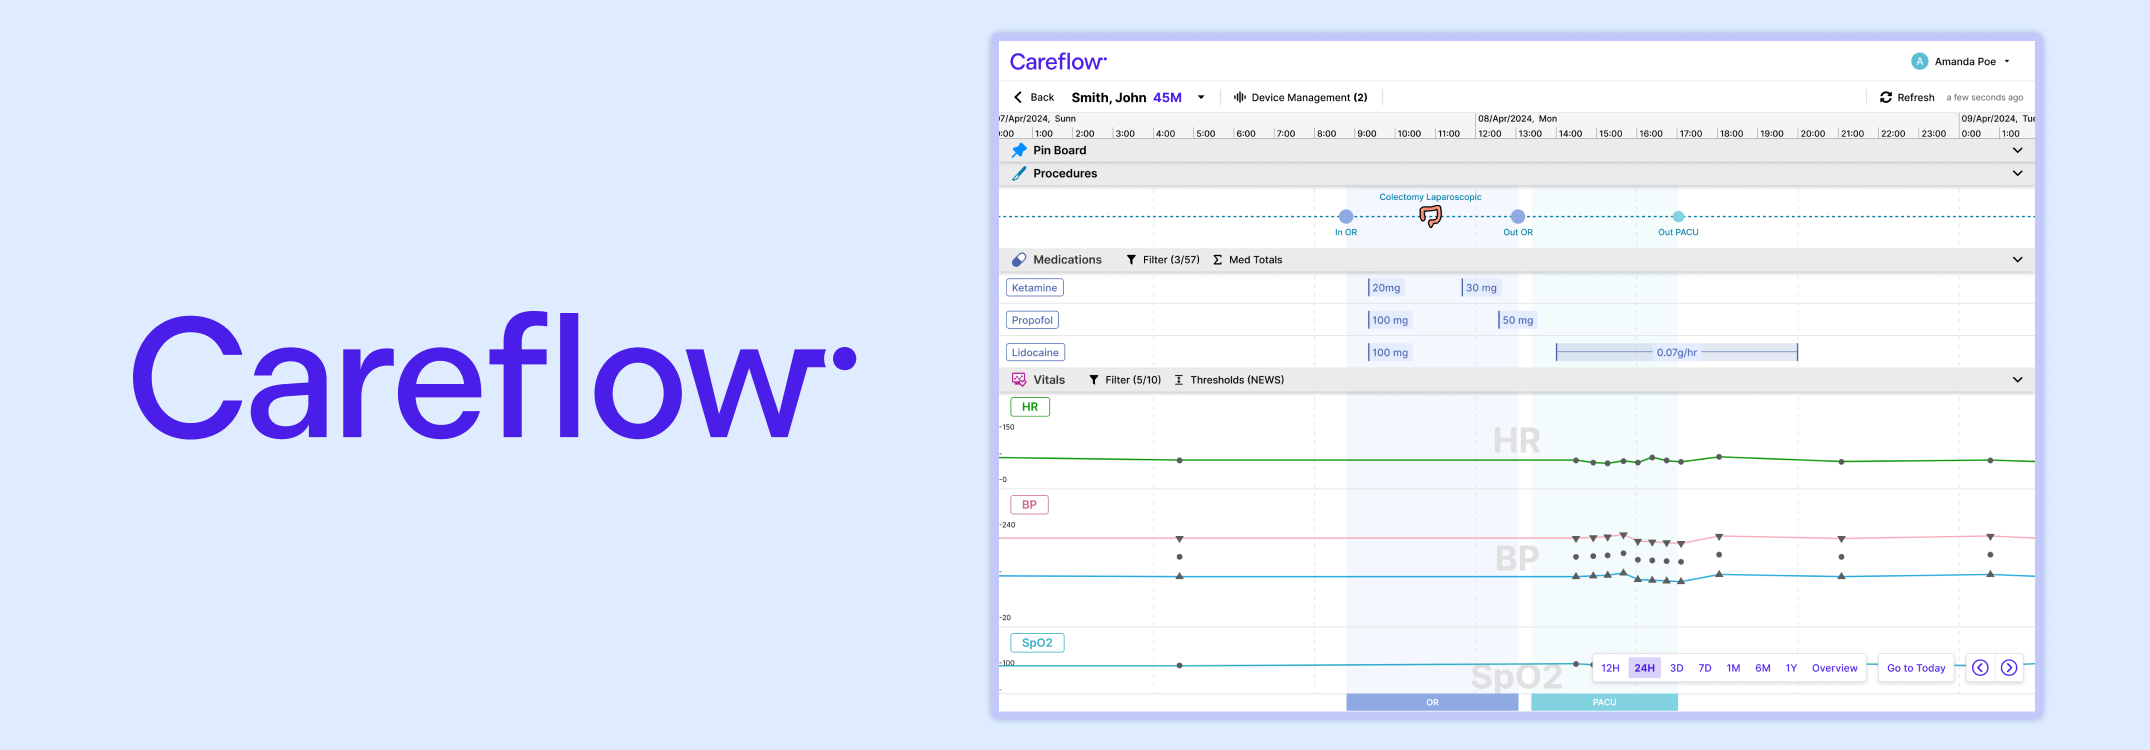 Careflow
Careflow
A Amanda Poe
Back Smith, John 45M Device Management (2) Refresh a few seconds ago
7/Apr/2024, Sunn 08/Apr/2024, Mon 09/Apr/2024, Tue
:00 1:00 2:00 3:00 4:00 5:00 6:00 7:00 8:00 9:00 10:00 11:00 12:00 13:00 14:00 15:00 16:00 17:00 18:00 19:00 20:00 21:00 22:00 23:00 0:00 1:00
Pin Board
Procedures
Colectomy Laparoscopic
In OR Out OR Out PACU
Medications Filter (3/57) Σ Med Totals
Ketamine 20mg 30 mg
Propofol 100 mg 50 mg
Lidocaine 100 mg 0.07g/hr
Vitals Filter (5/10) Thresholds (NEWS)
HR
-150
HR
-0
BP
-240
BP
-20
SpO2
-100
SpO2
12H 24H 3D 7D 1M 6M 1Y Overview Go to Today
OR PACU